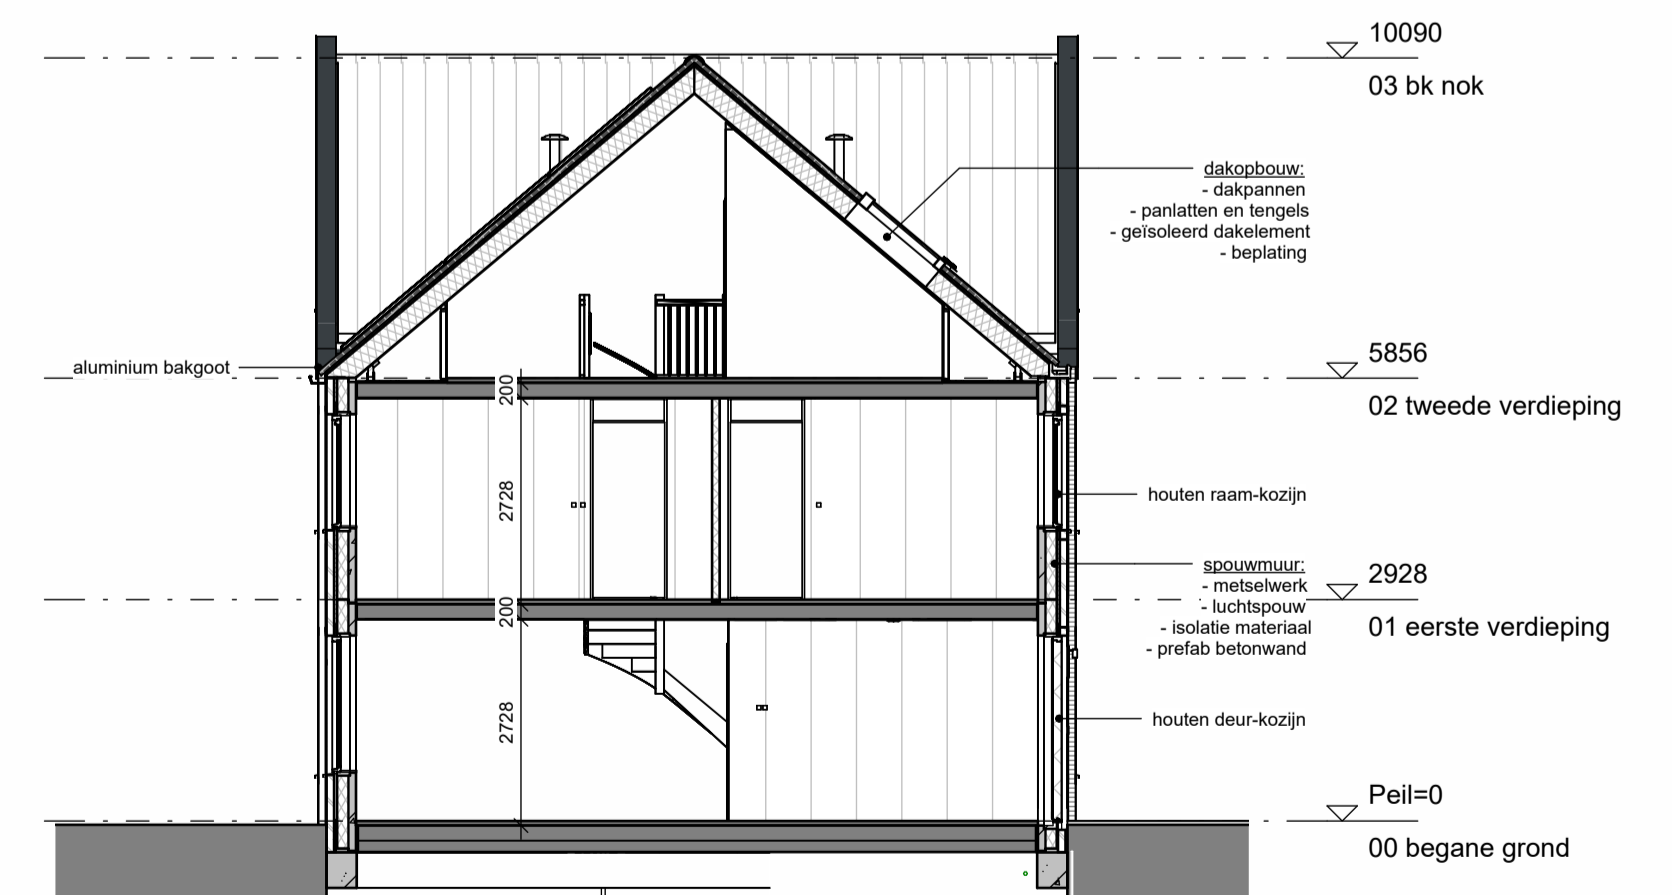 10090
03 bk nok
dakopbouw:
- dakpannen
- panlatten en tengels
- geïsoleerd dakelement
- beplating
aluminium bakgoot
5856
02 tweede verdieping
200
2728
houten raam-kozijn
spouwmuur:
- metselwerk
- luchtspouw
- isolatie materiaal
- prefab betonwand
2928
01 eerste verdieping
200
2728
houten deur-kozijn
Peil=0
00 begane grond